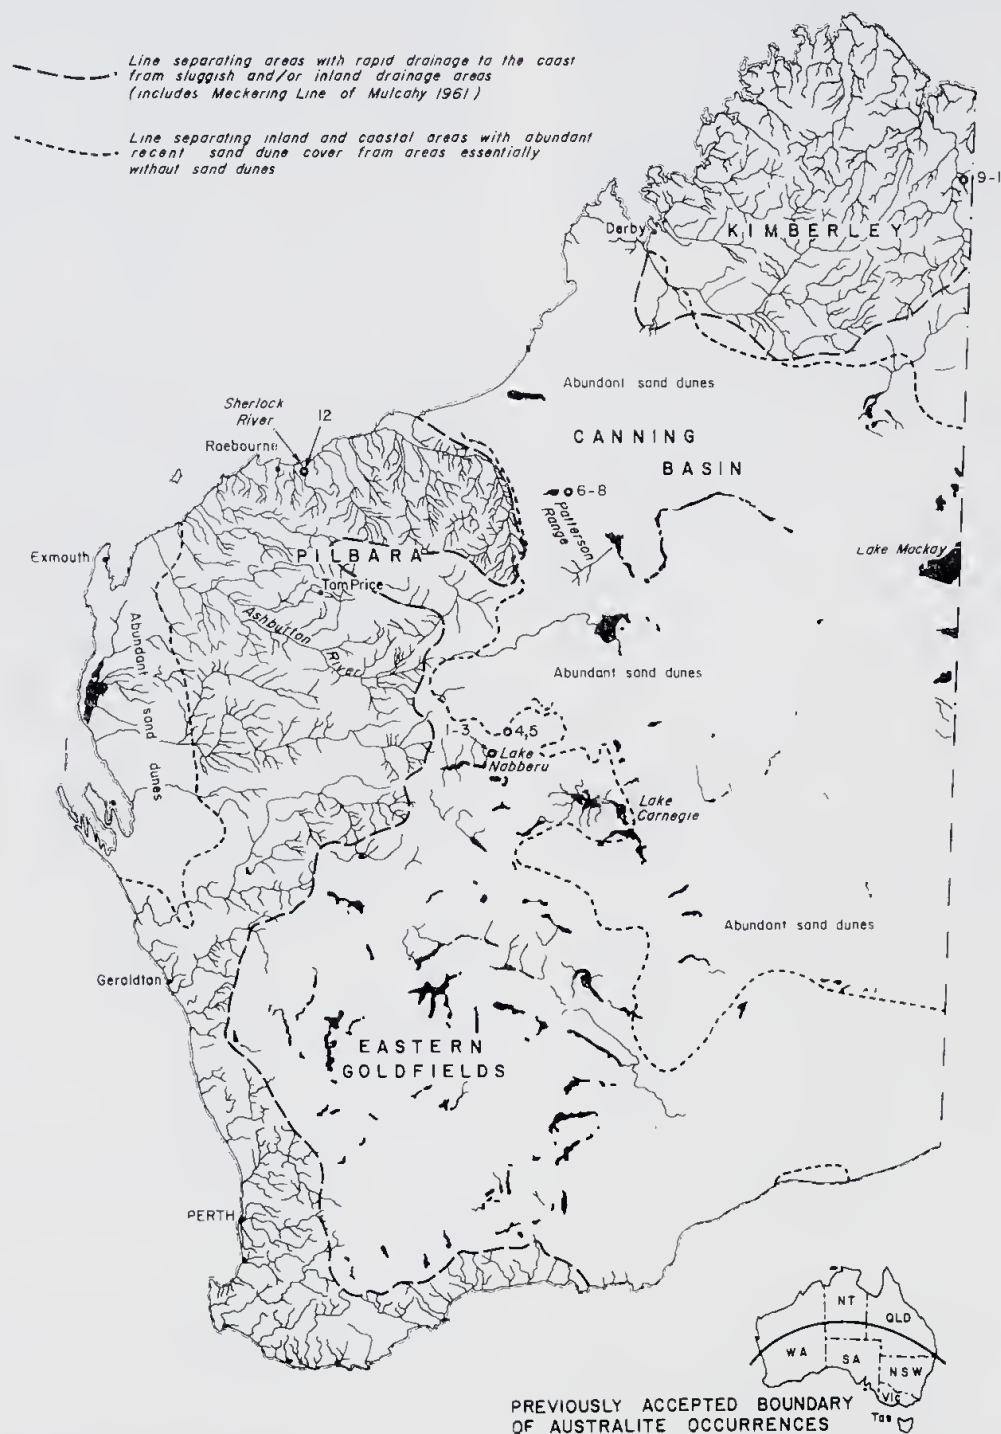 Line separating areas with rapid drainage to the coast
from sluggish and/or inland drainage areas
(includes Meckering Line of Mulcahy 1961)
Line separating inland and coastal areas with abundant
recent sand dune cover from areas essentially
without sand dunes
9-1
Derby
KIMBERLEY
Abundant sand dunes
Sherlock
River
12
CANNING
BASIN
Roebourne
6-8
Patterson
Range
Exmouth
PILBARA
Lake Mackay
Tom Price
Ashburton
River
Abundant sand dunes
Abundant sand dunes
1-3
4,5
Lake
Nabberu
Lake
Carnegie
Abundant sand dunes
Geraldton
EASTERN
GOLDFIELDS
PERTH
NT
QLD
WA
SA
NSW
VIC
Tas
PREVIOUSLY ACCEPTED BOUNDARY
OF AUSTRALITE OCCURRENCES